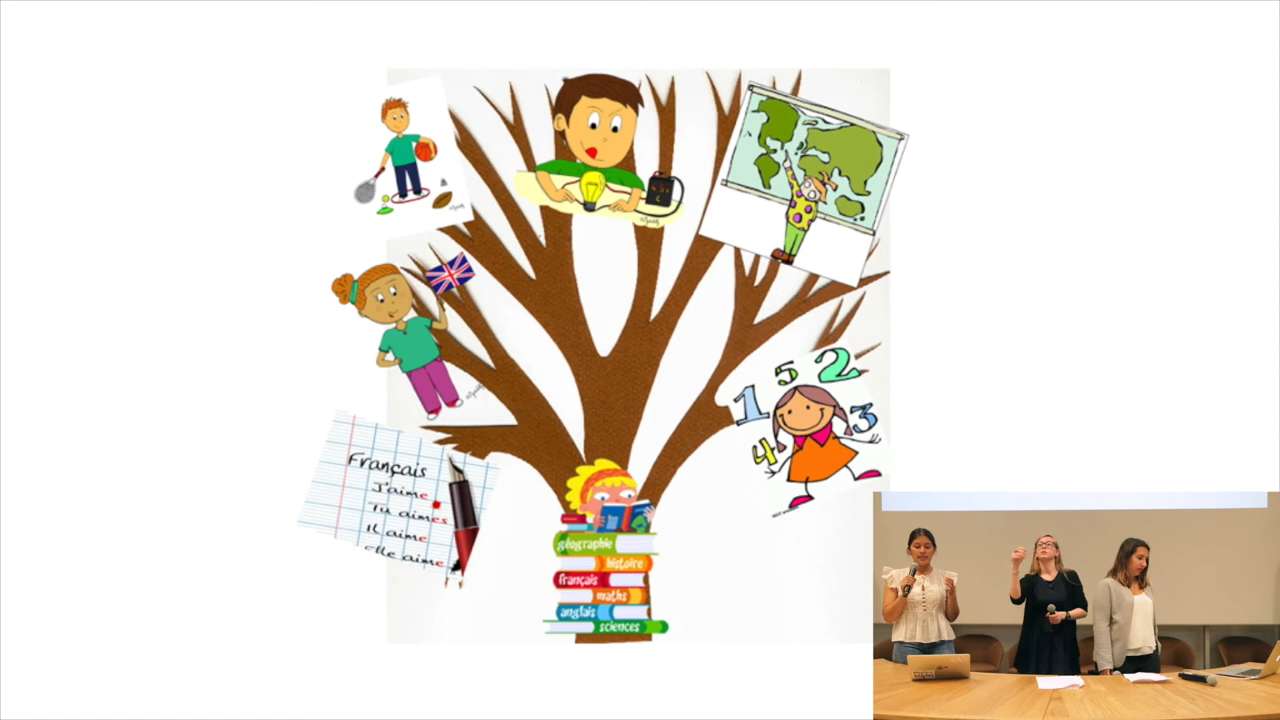 Français
J'aime
Tu aimes
Il aime
Elle aime
1
5
2
3
4
géographie
histoire
français
maths
anglais
sciences